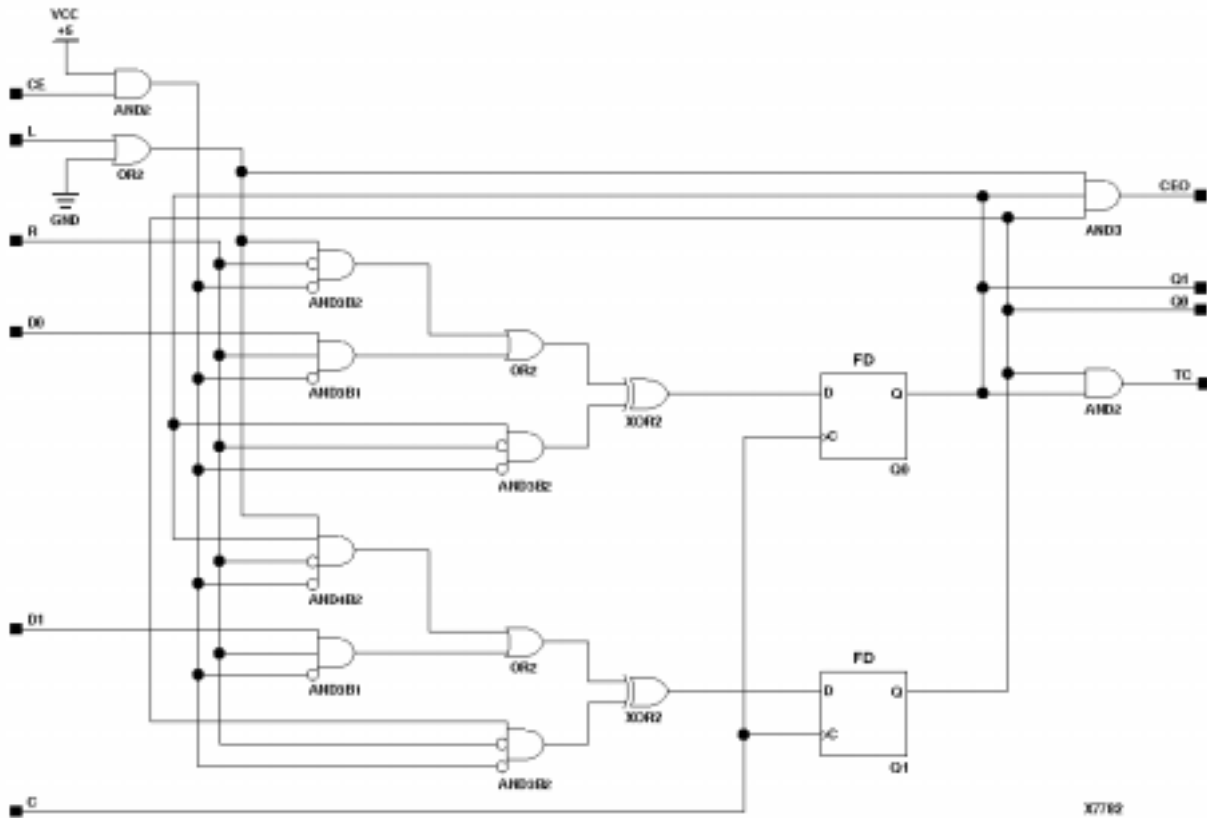 VCC
+5
CE
AND2
L
OR2
GND
CEO
AND3
R
AND3B2
Q1
Q0
D0
AND3B1
OR2
XOR2
FD
D
Q
C
Q0
TC
AND2
AND3B2
AND4B2
D1
AND3B1
OR2
XOR2
FD
D
Q
C
Q1
AND3B2
C
X7782